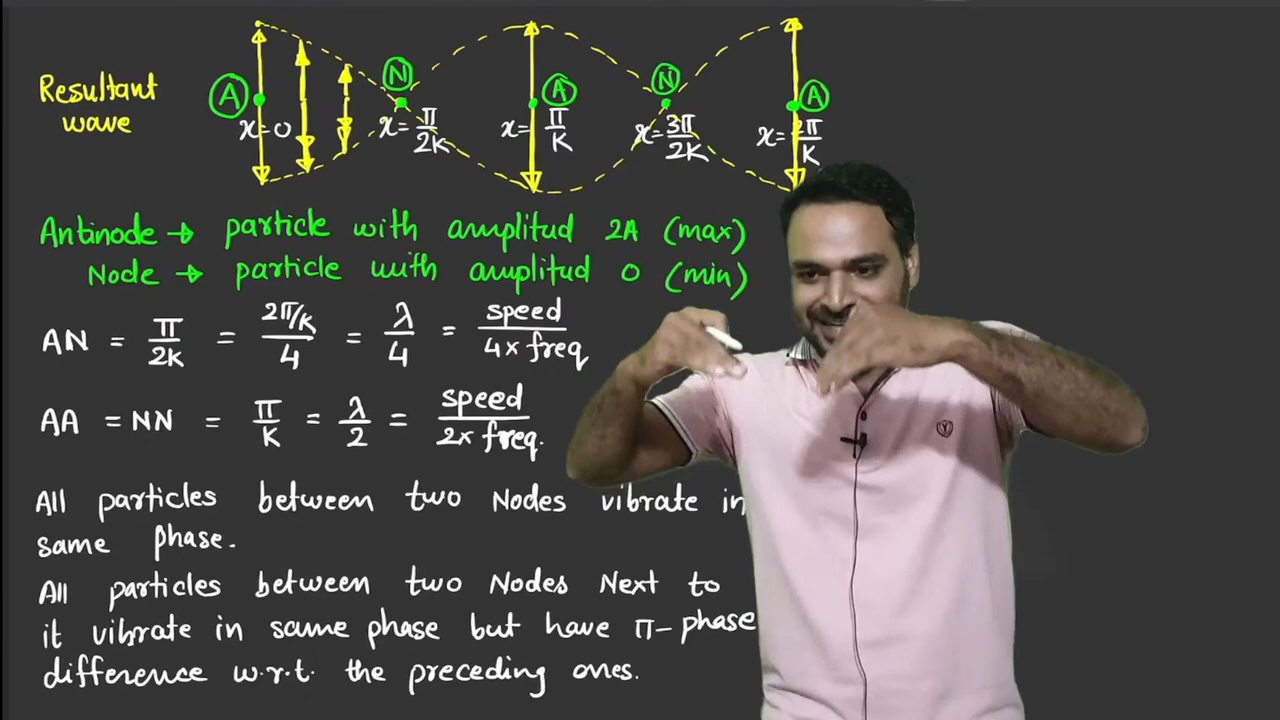 Resultant wave
A
N
A
N
A
x=0
x= π/2K
x= π/K
x= 3π/2K
x= 2π/K
Antinode → particle with amplitud 2A (max)
Node → particle with amplitud 0 (min)
AN = π/2K = 2π/K / 4 = λ/4 = speed / 4x freq
AA = NN = π/K = λ/2 = speed / 2x freq.
All particles between two Nodes vibrate in
same phase.
All particles between two Nodes Next to
it vibrate in same phase but have π-phase
difference w.r.t. the preceding ones.